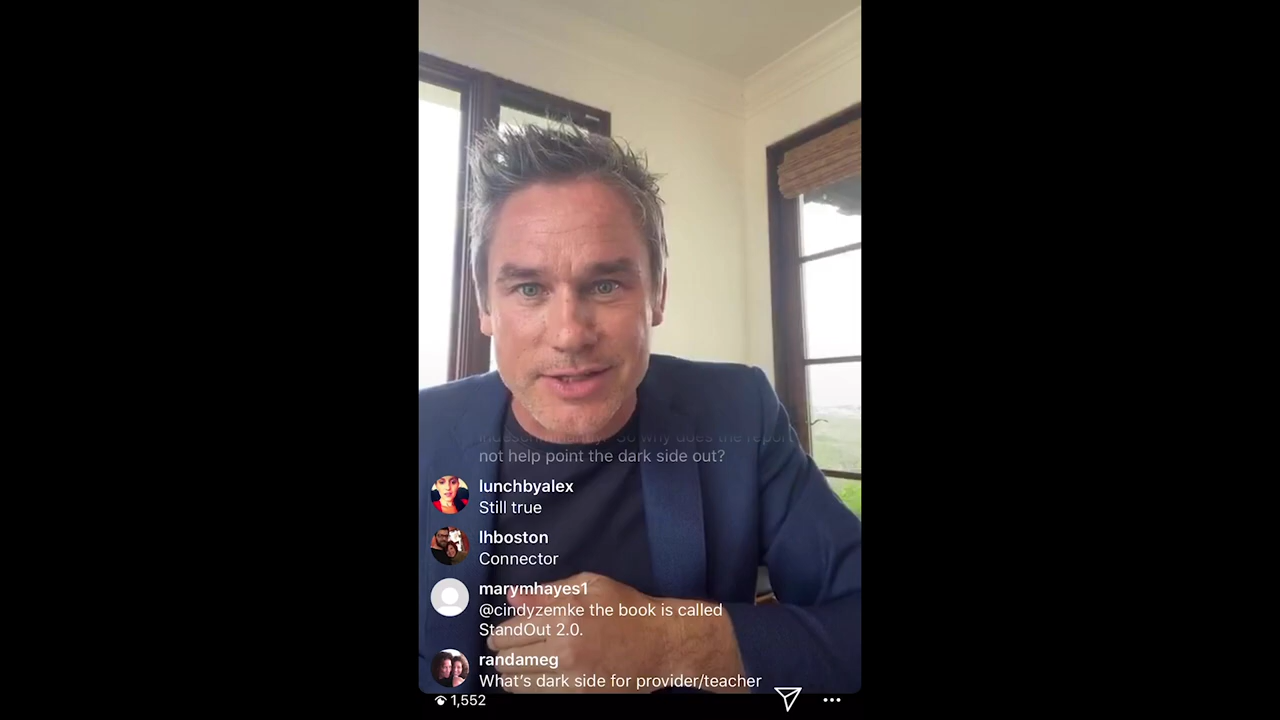 not help point the dark side out?
lunchbyalex
Still true
lhboston
Connector
marymhayes1
@cindyzemke the book is called
StandOut 2.0.
randameg
What's dark side for provider/teacher
1,552